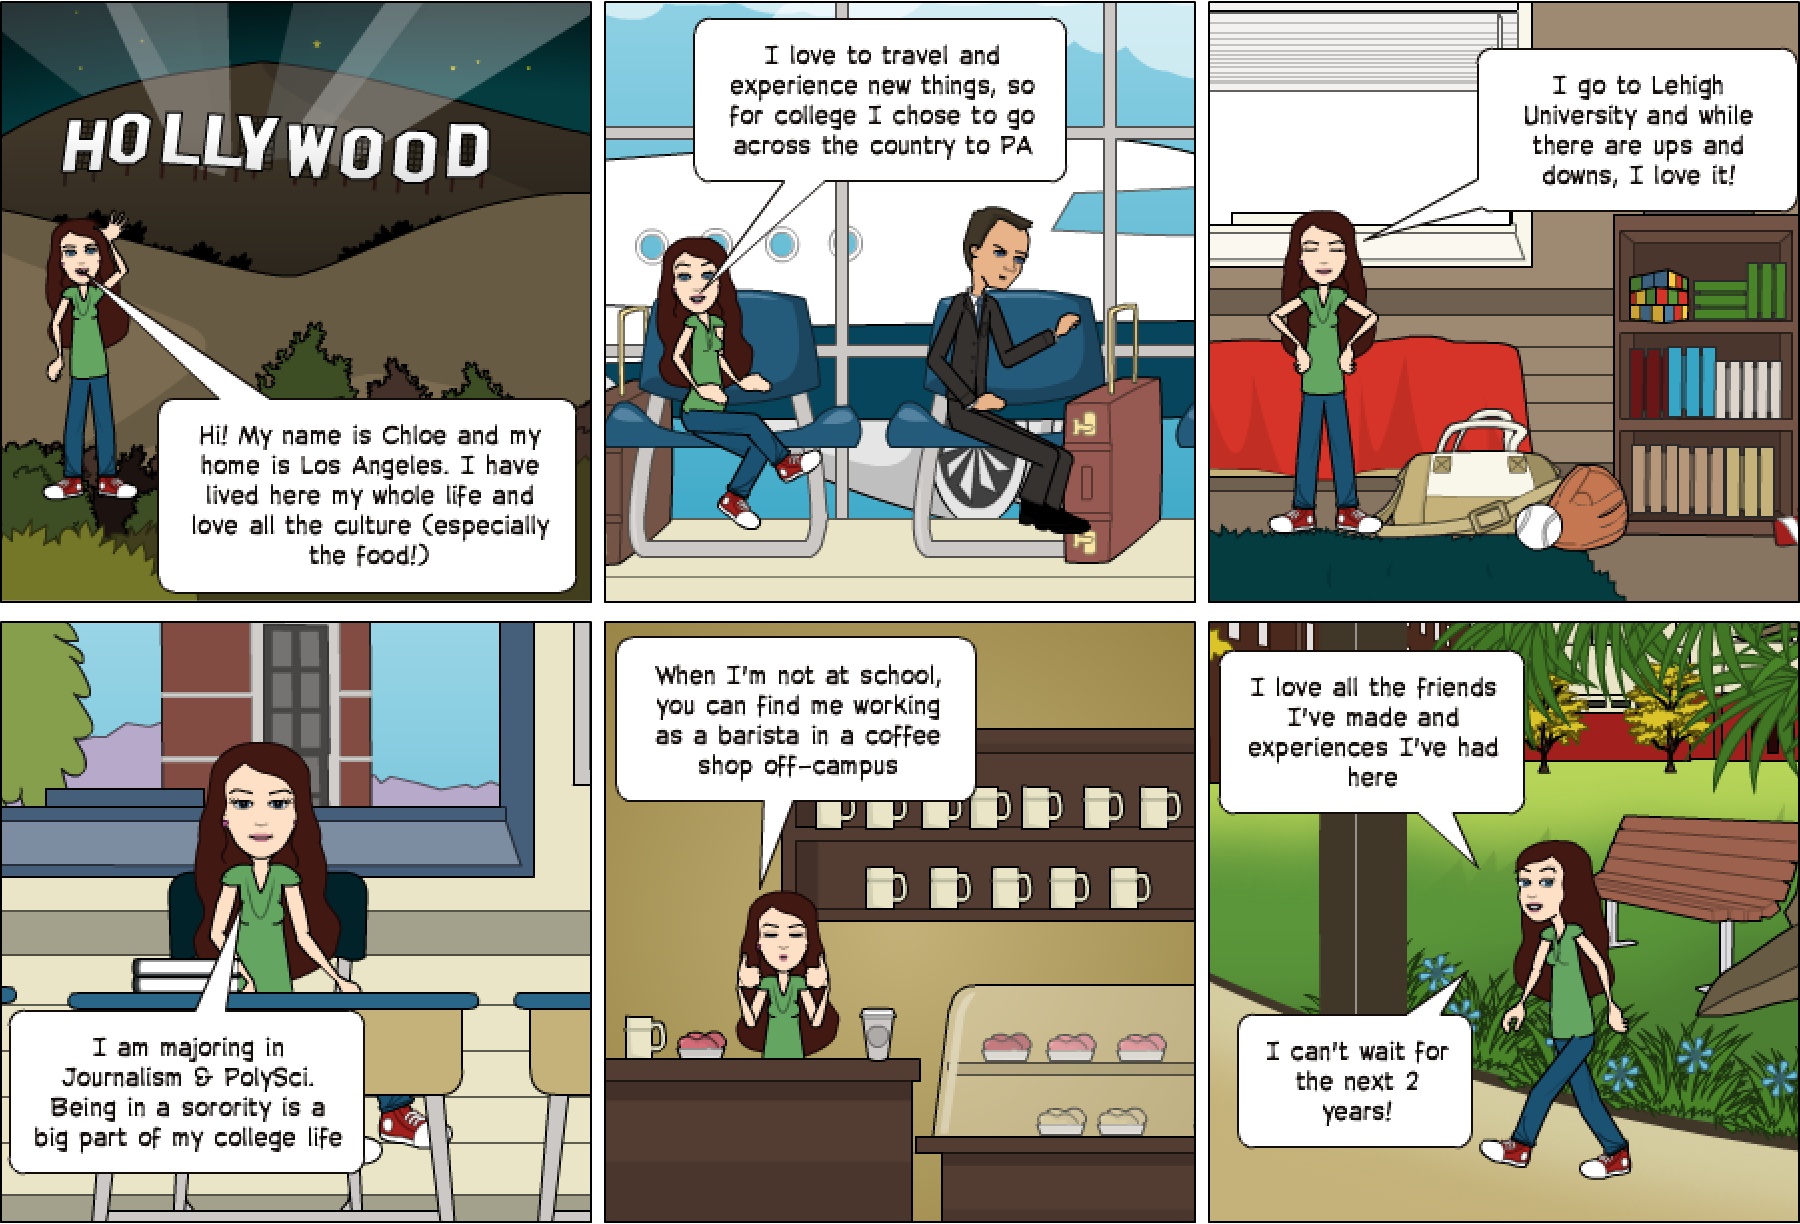 HOLLYWOOD
Hi! My name is Chloe and my
home is Los Angeles. I have
lived here my whole life and
love all the culture (especially
the food!)
I love to travel and
experience new things, so
for college I chose to go
across the country to PA
I go to Lehigh
University and while
there are ups and
downs, I love it!
I am majoring in
Journalism & PolySci.
Being in a sorority is a
big part of my college life
When I'm not at school,
you can find me working
as a barista in a coffee
shop off-campus
I love all the friends
I've made and
experiences I've had
here
I can't wait for
the next 2
years!